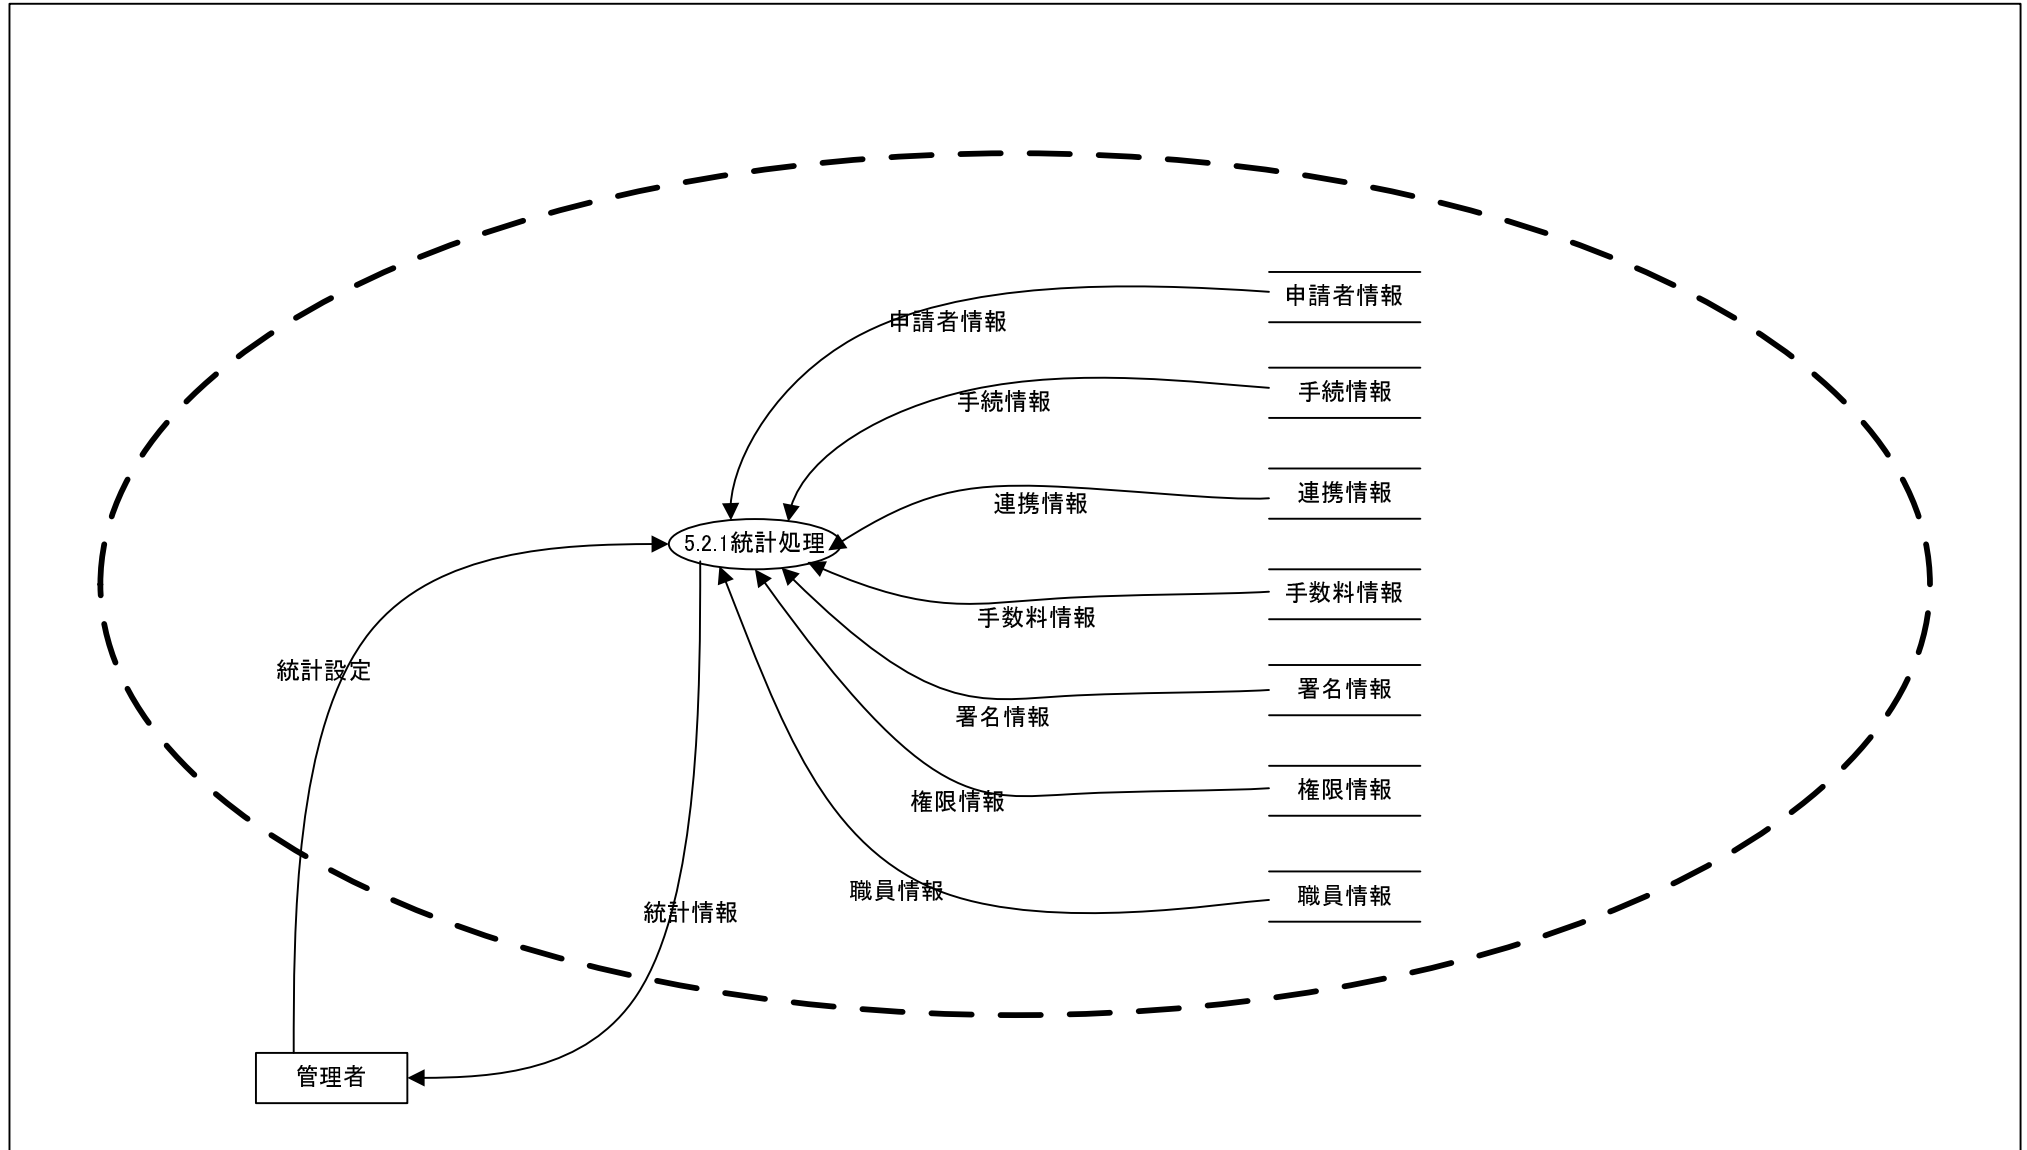 申請者情報
申請者情報
手続情報
手続情報
連携情報
連携情報
5.2.1統計処理
手数料情報
手数料情報
統計設定
署名情報
署名情報
権限情報
権限情報
職員情報
職員情報
統計情報
管理者